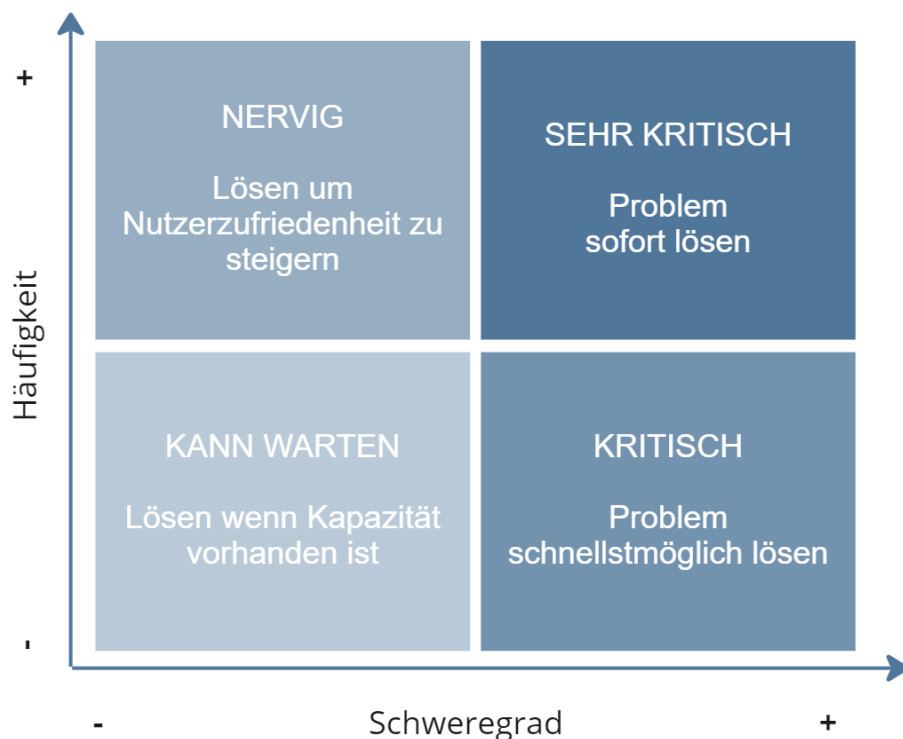 +
Häufigkeit
-
NERVIG
Lösen um
Nutzerzufriedenheit zu
steigern
SEHR KRITISCH
Problem
sofort lösen
KANN WARTEN
Lösen wenn Kapazität
vorhanden ist
KRITISCH
Problem
schnellstmöglich lösen
-
Schweregrad
+